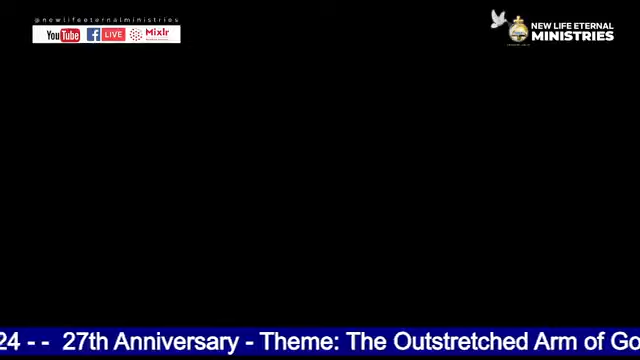 @newlifeeternalministries
YouTube f LIVE Mixlr
NEW LIFE ETERNAL
MINISTRIES
24 - - 27th Anniversary - Theme: The Outstretched Arm of Go